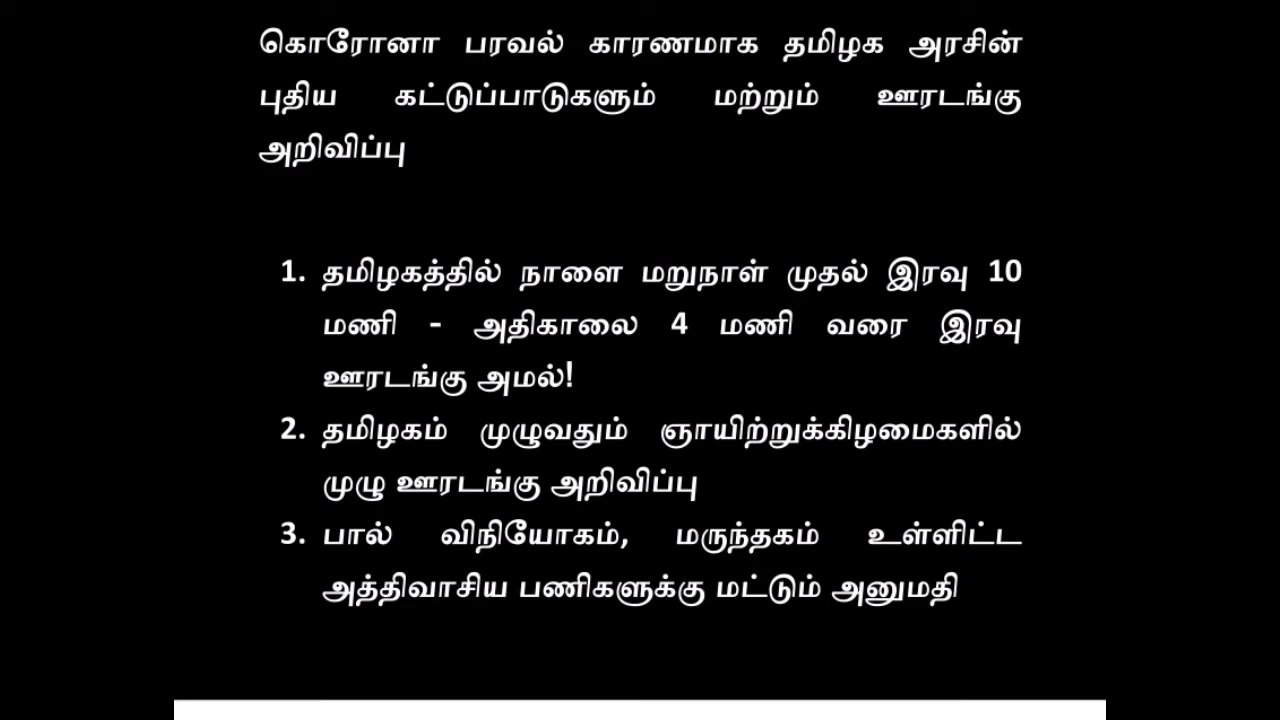 கொரோனா பரவல் காரணமாக தமிழக அரசின்
புதிய கட்டுப்பாடுகளும் மற்றும் ஊரடங்கு
அறிவிப்பு
1. தமிழகத்தில் நாளை மறுநாள் முதல் இரவு 10
மணி - அதிகாலை 4 மணி வரை இரவு
ஊரடங்கு அமல்!
2. தமிழகம் முழுவதும் ஞாயிற்றுக்கிழமைகளில்
முழு ஊரடங்கு அறிவிப்பு
3. பால் விநியோகம், மருந்தகம் உள்ளிட்ட
அத்திவாசிய பணிகளுக்கு மட்டும் அனுமதி